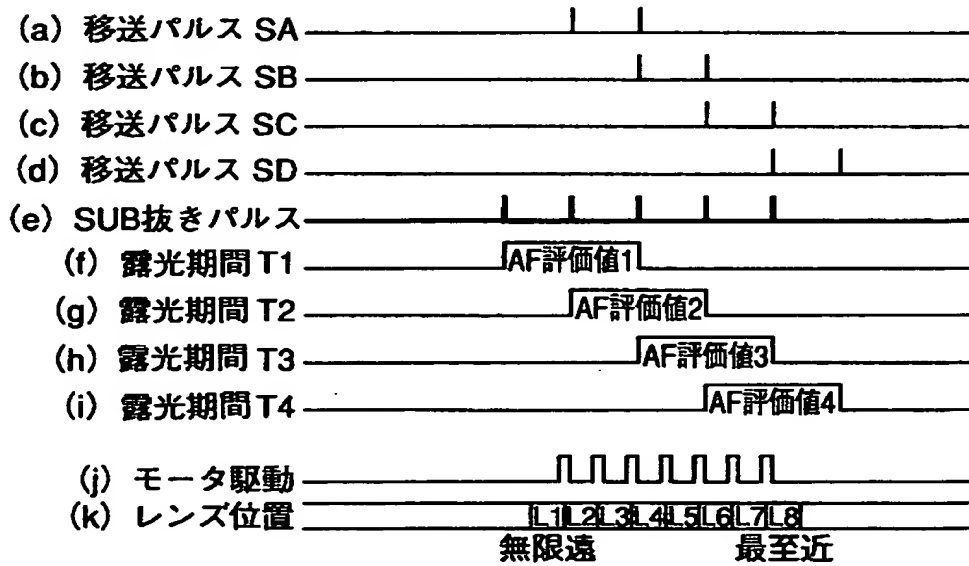 (a) 移送パルス SA
(b) 移送パルス SB
(c) 移送パルス SC
(d) 移送パルス SD
(e) SUB抜きパルス
(f) 露光期間 T1 AF評価値1
(g) 露光期間 T2 AF評価値2
(h) 露光期間 T3 AF評価値3
(i) 露光期間 T4 AF評価値4
(j) モータ駆動
(k) レンズ位置 L1 L2 L3 L4 L5 L6 L7 L8
無限遠 最至近